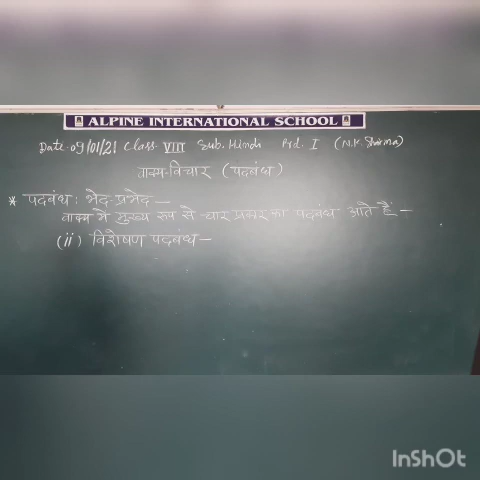 ALPINE INTERNATIONAL SCHOOL
Date-09/01/21 Class-VIII Sub. Hindi Prd. I (N.K. Sharma)
वाक्य-विचार (पदबंध)
* पदबंध: भेद-प्रभेद—
वाक्य में मुख्य रूप से चार प्रकार का पदबंध आते हैं—
(ii) विशेषण पदबंध—
InShOt